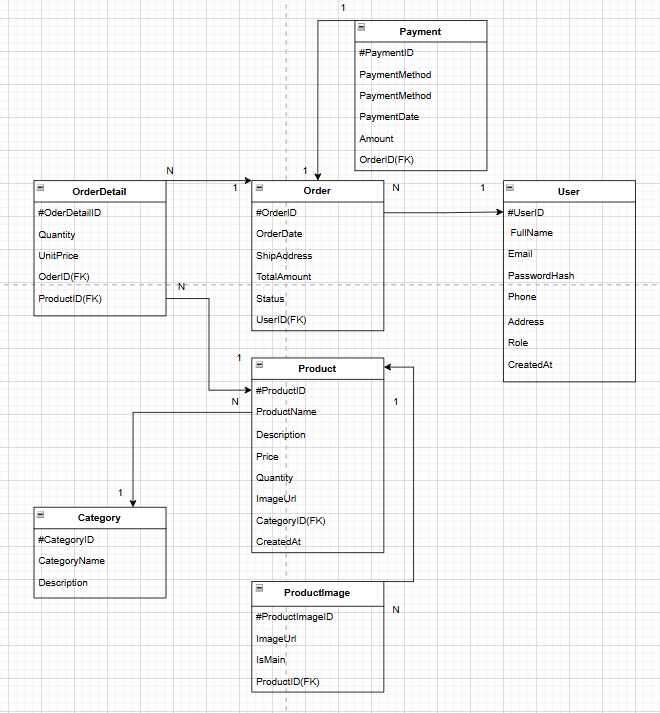 1
Payment
#PaymentID
PaymentMethod
PaymentMethod
PaymentDate
Amount
OrderID(FK)
N
1
1
OrderDetail
#OderDetailID
Quantity
UnitPrice
OderID(FK)
ProductID(FK)
Order
#OrderID
OrderDate
ShipAddress
TotalAmount
Status
UserID(FK)
N
1
User
#UserID
FullName
Email
PasswordHash
Phone
Address
Role
CreatedAt
N
1
Product
#ProductID
ProductName
Description
Price
Quantity
ImageUrl
CategoryID(FK)
CreatedAt
N
1
1
Category
#CategoryID
CategoryName
Description
ProductImage
#ProductImageID
ImageUrl
IsMain
ProductID(FK)
N